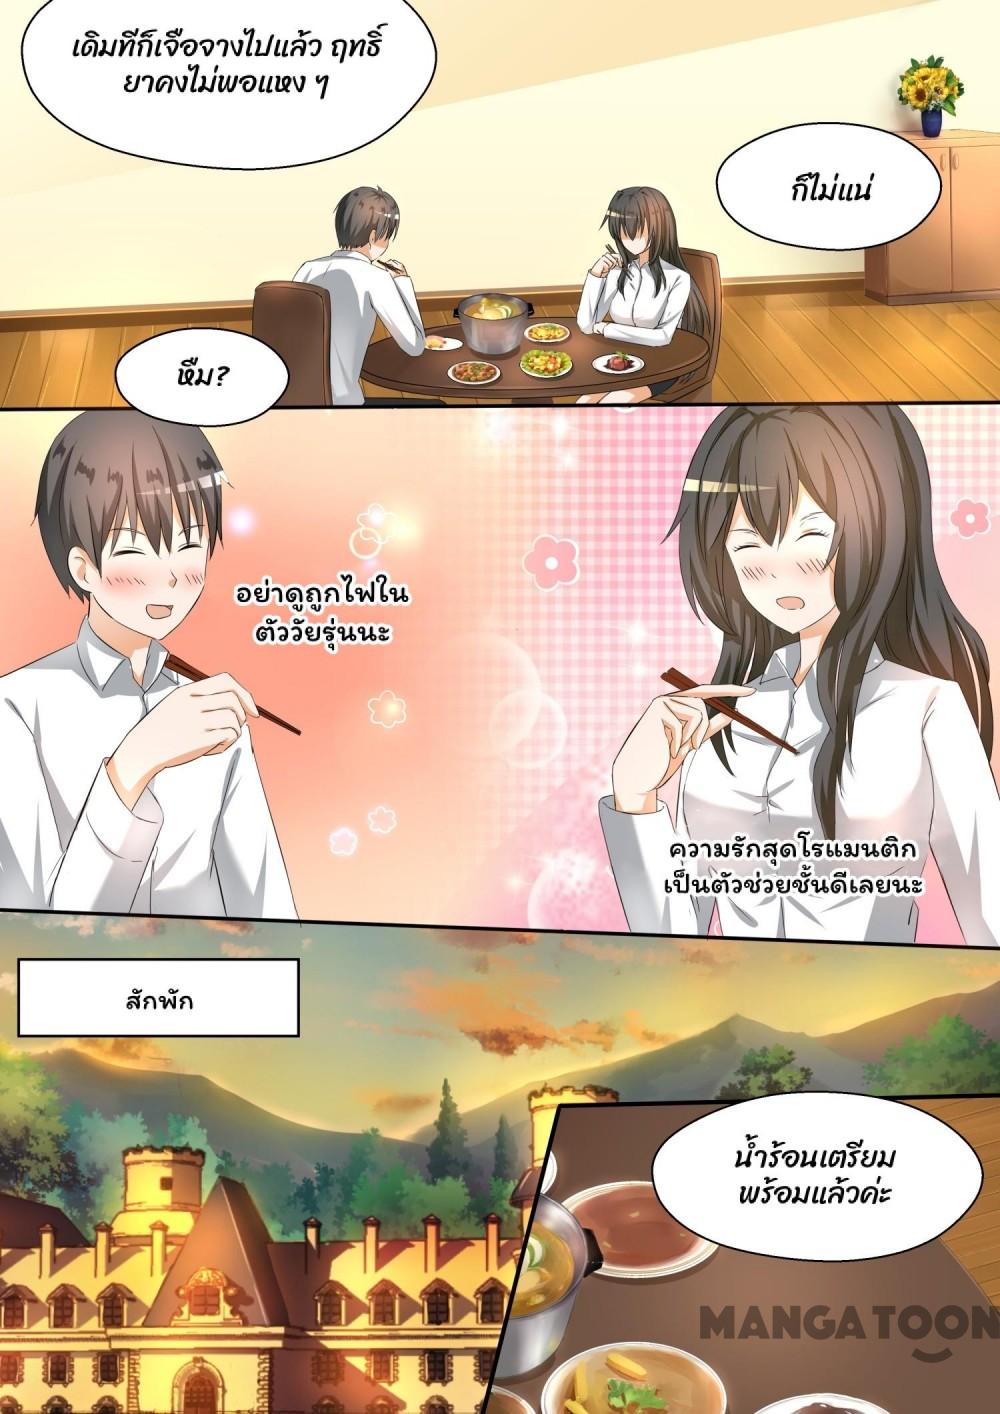 เดิมทีก็เจือจางไปแล้ว ฤทธิ์
ยาคงไม่พอแหง ๆ
ก็ไม่แน่
หืม?
อย่าดูถูกไฟใน
ตัววัยรุ่นนะ
ความรักสุดโรแมนติก
เป็นตัวช่วยชั้นดีเลยนะ
สักพัก
น้ำร้อนเตรียม
พร้อมแล้วค่ะ
MANGATOON